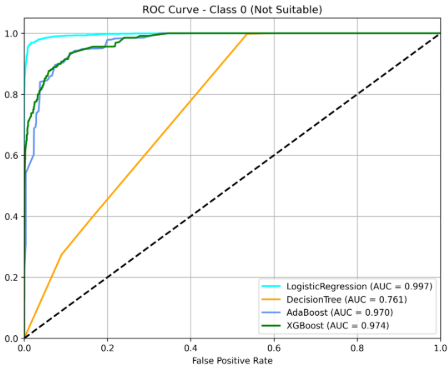 ROC Curve - Class 0 (Not Suitable)
1.0
0.8
0.6
0.4
0.2
0.0
0.0 0.2 0.4 0.6 0.8 1.0
False Positive Rate
LogisticRegression (AUC = 0.997)
DecisionTree (AUC = 0.761)
AdaBoost (AUC = 0.970)
XGBoost (AUC = 0.974)